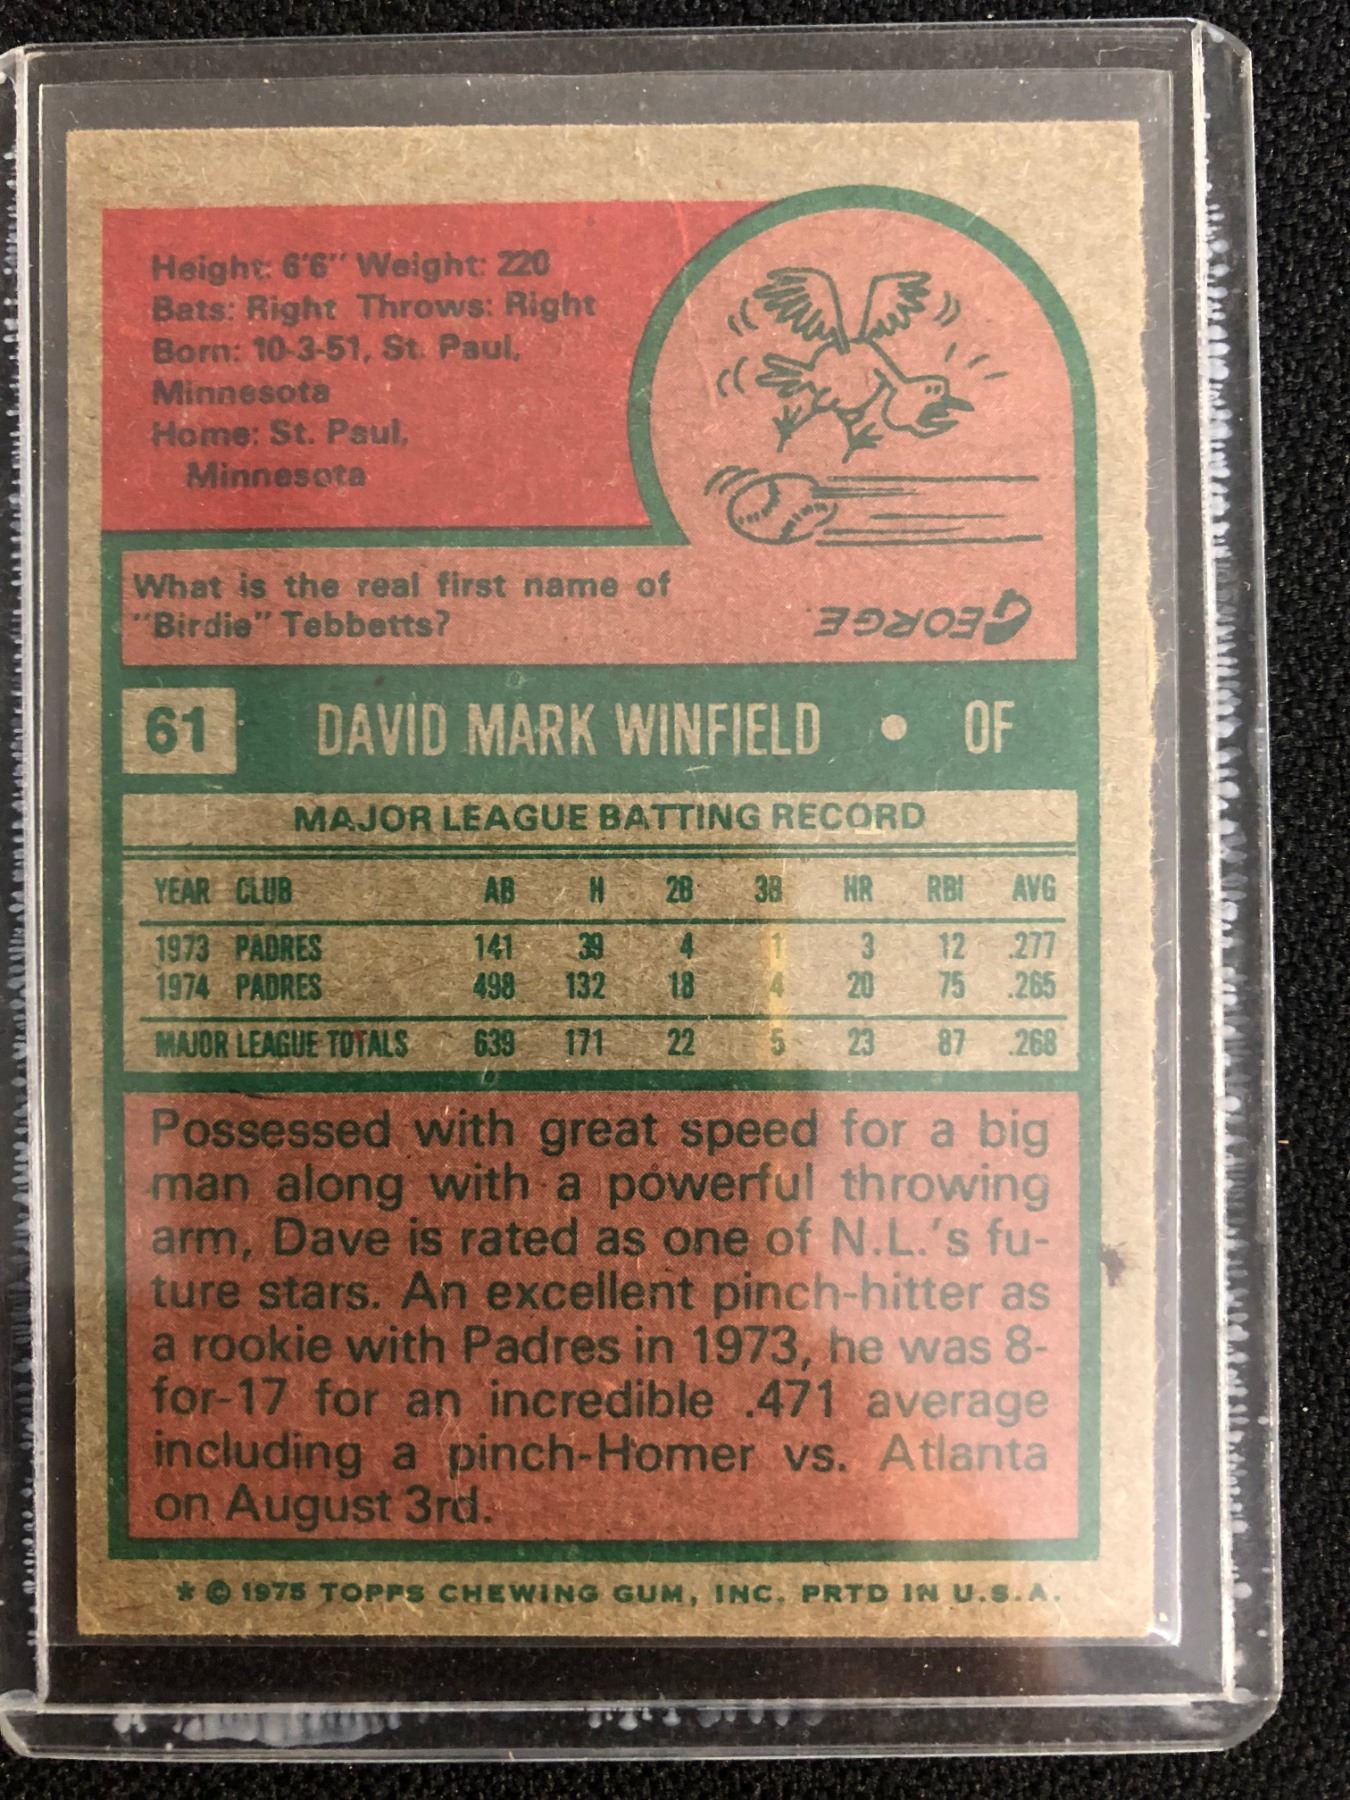 Height: 6'6" Weight: 220
Bats: Right Throws: Right
Born: 10-3-51, St. Paul,
Minnesota
Home: St. Paul,
Minnesota
What is the real first name of
"Birdie" Tebbetts?
GEORGE.
61 DAVID MARK WINFIELD • OF
MAJOR LEAGUE BATTING RECORD
YEAR CLUB AB H 2B 3B HR RBI AVG
1973 PADRES 141 39 4 1 3 12 .277
1974 PADRES 498 132 18 4 20 75 .265
MAJOR LEAGUE TOTALS 639 171 22 5 23 87 .268
Possessed with great speed for a big
man along with a powerful throwing
arm, Dave is rated as one of N.L.'s fu-
ture stars. An excellent pinch-hitter as
a rookie with Padres in 1973, he was 8-
for-17 for an incredible .471 average
including a pinch-Homer vs. Atlanta
on August 3rd.
* © 1975 TOPPS CHEWING GUM, INC. PRTD IN U.S.A.